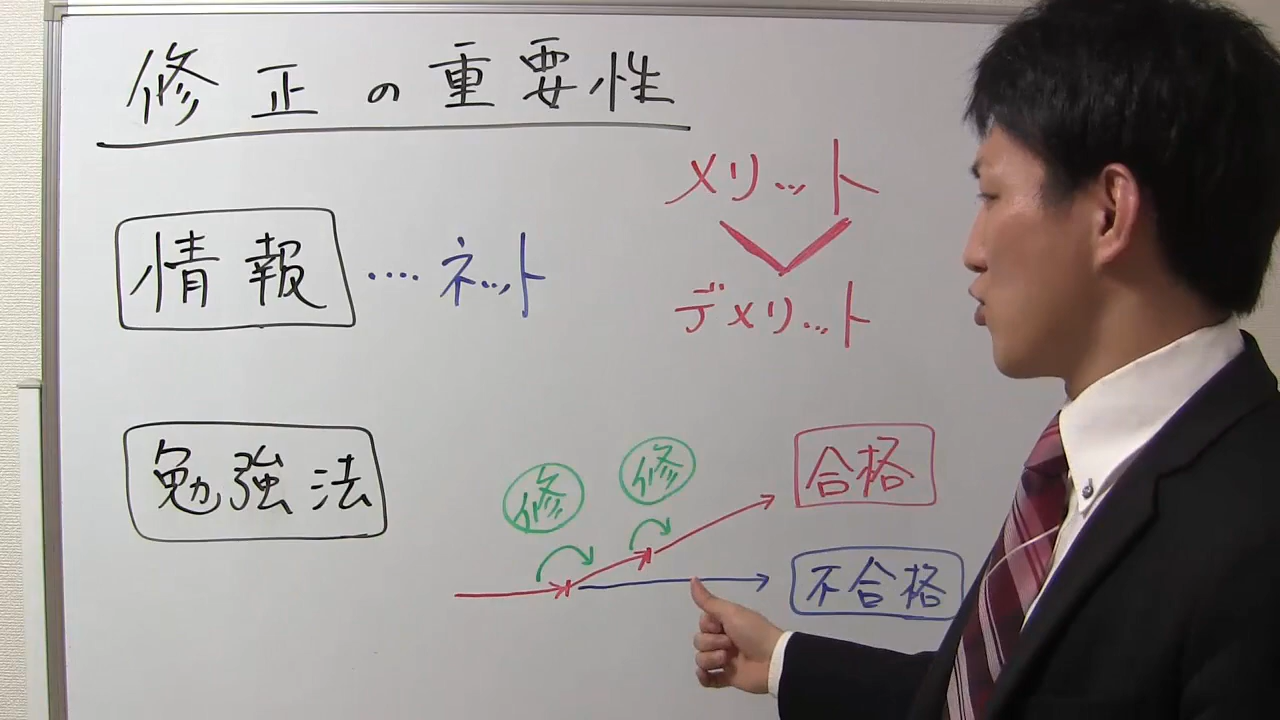 修正の重要性
メリット
情報 ‥‥ ネット
デメリット
勉強法
修 修
合格
不合格